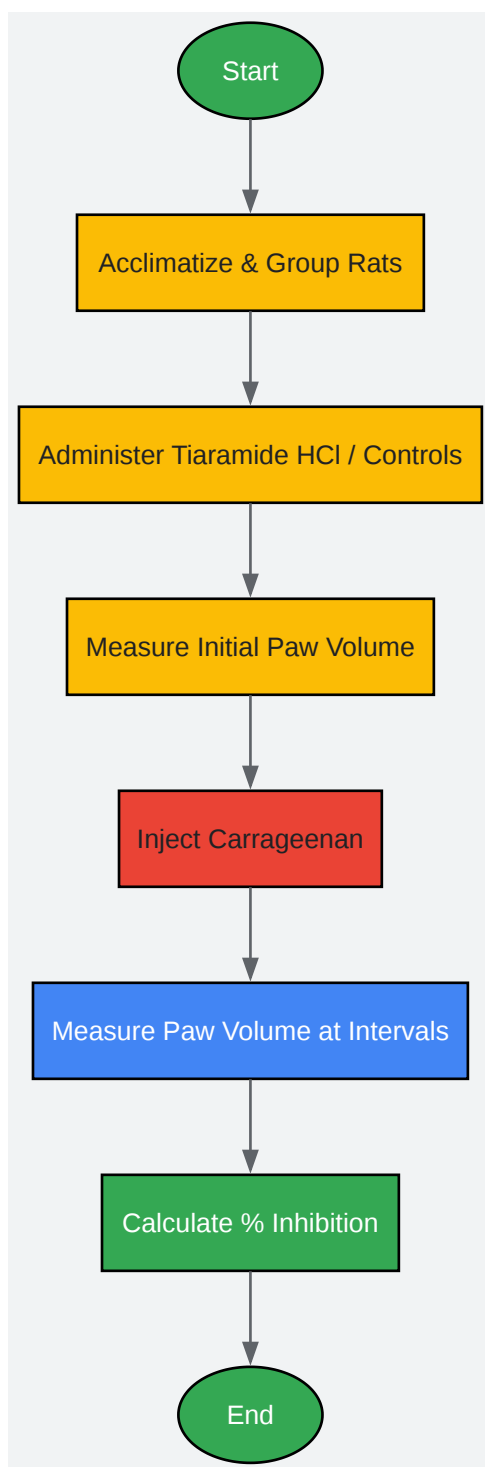 Start
Acclimatize & Group Rats
Administer Tiaramide HCl / Controls
Measure Initial Paw Volume
Inject Carrageenan
Measure Paw Volume at Intervals
Calculate % Inhibition
End